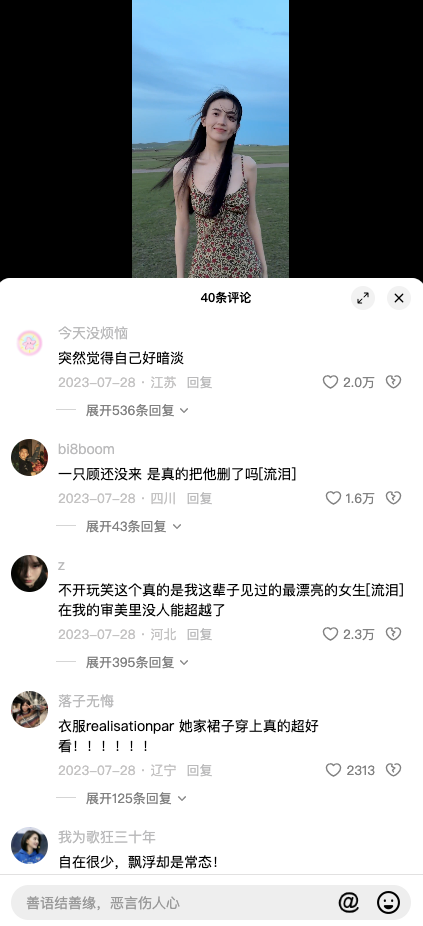 40条评论
今天没烦恼
突然觉得自己好暗淡
2023-07-28 · 江苏 回复 2.0万
展开536条回复
bi8boom
一只顾还没来 是真的把他删了吗[流泪]
2023-07-28 · 四川 回复 1.6万
展开43条回复
z
不开玩笑这个真的是我这辈子见过的最漂亮的女生[流泪]
在我的审美里没人能超越了
2023-07-28 · 河北 回复 2.3万
展开395条回复
落子无悔
衣服realisationpar 她家裙子穿上真的超好
看！！！！！！
2023-07-28 · 辽宁 回复 2313
展开125条回复
我为歌狂三十年
自在很少，飘浮却是常态！
善语结善缘，恶言伤人心 @